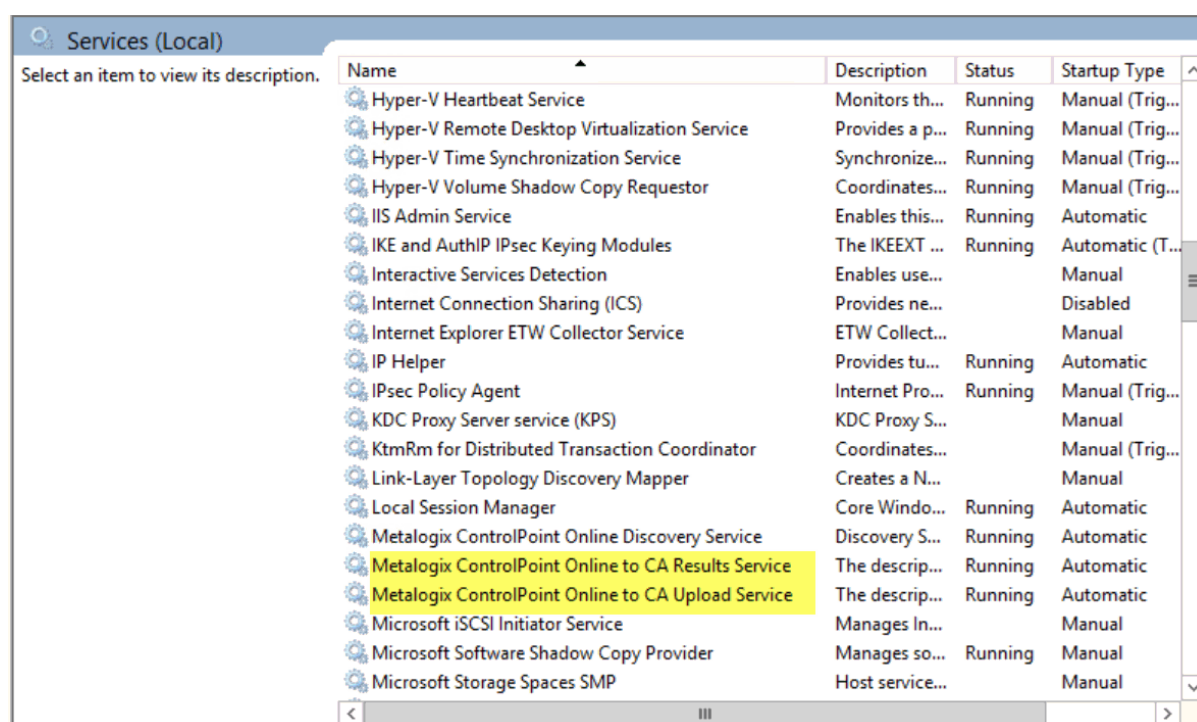 Services (Local)
Select an item to view its description.
Name Description Status Startup Type
Hyper-V Heartbeat Service Monitors th... Running Manual (Trig...
Hyper-V Remote Desktop Virtualization Service Provides a p... Running Manual (Trig...
Hyper-V Time Synchronization Service Synchronize... Running Manual (Trig...
Hyper-V Volume Shadow Copy Requestor Coordinates... Running Manual (Trig...
IIS Admin Service Enables this... Running Automatic
IKE and AuthIP IPsec Keying Modules The IKEEXT ... Running Automatic (T...
Interactive Services Detection Enables use... Manual
Internet Connection Sharing (ICS) Provides ne... Disabled
Internet Explorer ETW Collector Service ETW Collect... Manual
IP Helper Provides tu... Running Automatic
IPsec Policy Agent Internet Pro... Running Manual (Trig...
KDC Proxy Server service (KPS) KDC Proxy S... Manual
KtmRm for Distributed Transaction Coordinator Coordinates... Manual (Trig...
Link-Layer Topology Discovery Mapper Creates a N... Manual
Local Session Manager Core Windo... Running Automatic
Metalogix ControlPoint Online Discovery Service Discovery S... Running Automatic
Metalogix ControlPoint Online to CA Results Service The descrip... Running Automatic
Metalogix ControlPoint Online to CA Upload Service The descrip... Running Automatic
Microsoft iSCSI Initiator Service Manages In... Manual
Microsoft Software Shadow Copy Provider Manages so... Running Manual
Microsoft Storage Spaces SMP Host service... Manual